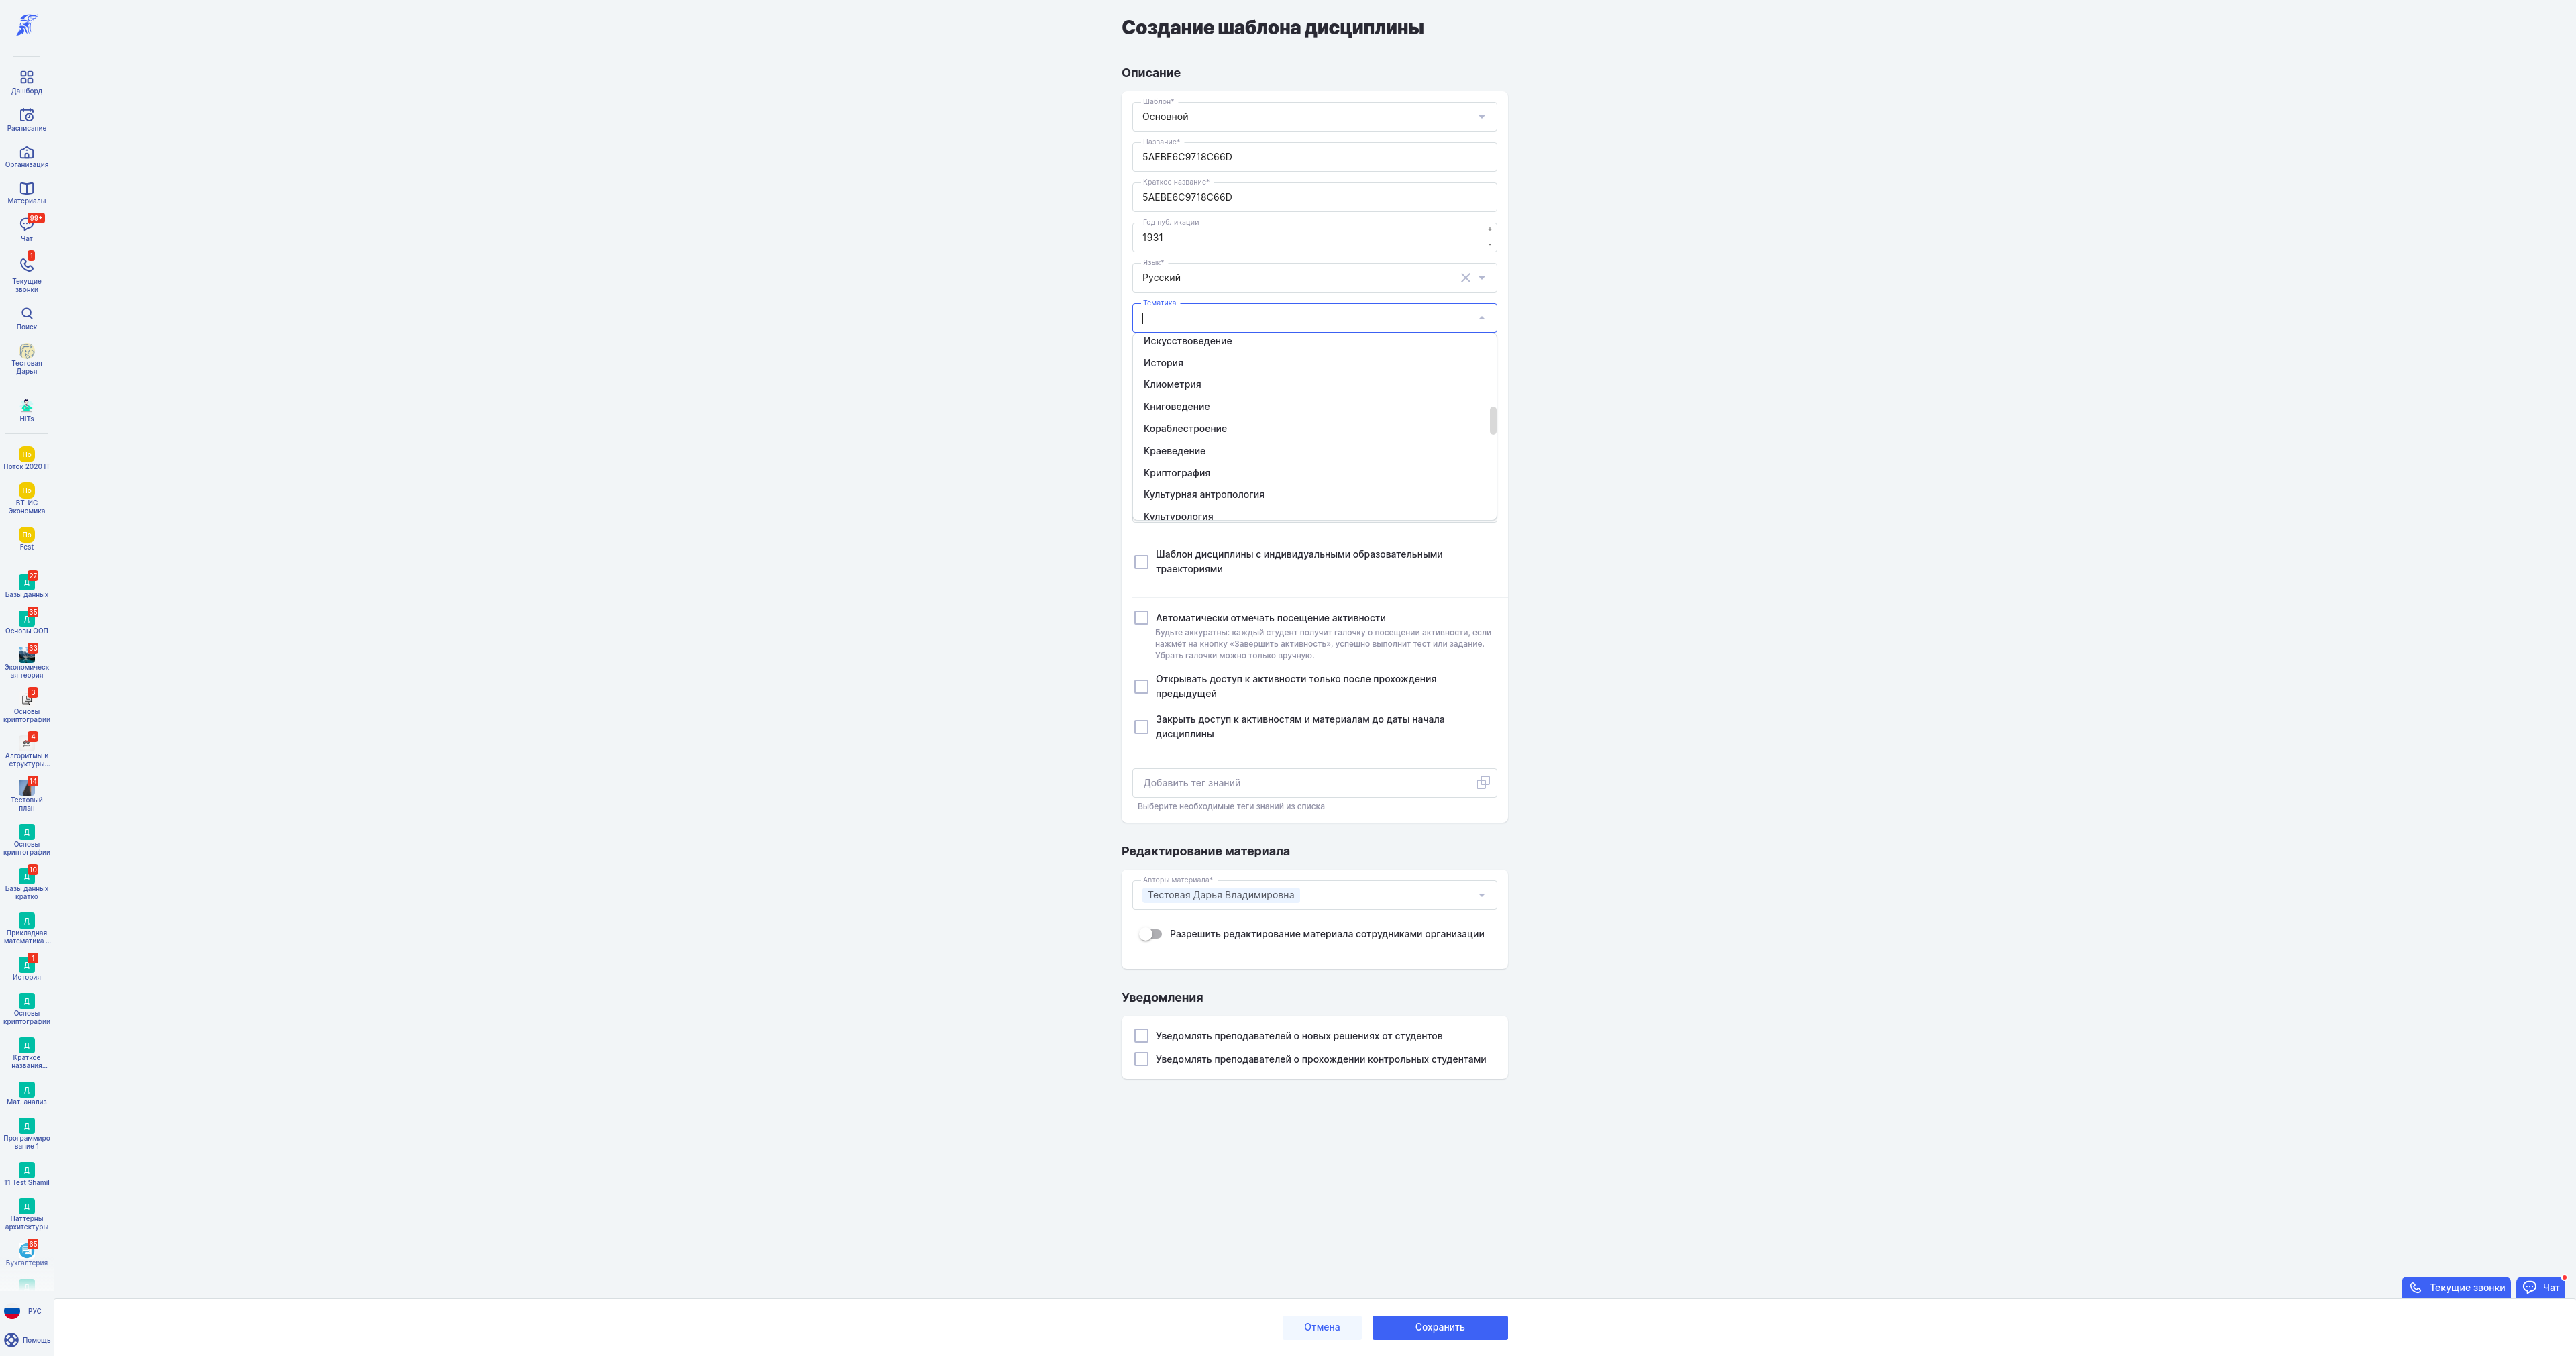 Дашборд
Расписание
Организация
Материалы
99+
Чат
1
Текущие
звонки
Поиск
Тестовая
Дарья
HITs
По
Поток 2020 IT
По
ВТ-ИС
Экономика
По
Fest
27
Д
Базы данных
35
Д
Основы ООП
33
Экономическ
ая теория
3
Основы
криптографии
4
Алгоритмы и
структуры...
14
Тестовый
план
Д
Основы
криптографии
10
Д
Базы данных
кратко
Д
Прикладная
математика ...
1
Д
История
Д
Основы
криптографии
Д
Краткое
названия...
Д
Мат. анализ
Д
Программиро
вание 1
Д
11 Test Shamil
Д
Паттерны
архитектуры
65
Бухгалтерия
РУС
Помощь
Создание шаблона дисциплины
Описание
Шаблон*
Основной
Название*
5AEBE6C9718C66D
Краткое название*
5AEBE6C9718C66D
Год публикации
1931
+
-
Язык*
Русский
Тематика
Искусствоведение
История
Клиометрия
Книговедение
Кораблестроение
Краеведение
Криптография
Культурная антропология
Культурология
Шаблон дисциплины с индивидуальными образовательными
траекториями
Автоматически отмечать посещение активности
Будьте аккуратны: каждый студент получит галочку о посещении активности, если
нажмёт на кнопку «Завершить активность», успешно выполнит тест или задание.
Убрать галочки можно только вручную.
Открывать доступ к активности только после прохождения
предыдущей
Закрыть доступ к активностям и материалам до даты начала
дисциплины
Добавить тег знаний
Выберите необходимые теги знаний из списка
Редактирование материала
Авторы материала*
Тестовая Дарья Владимировна
Разрешить редактирование материала сотрудниками организации
Уведомления
Уведомлять преподавателей о новых решениях от студентов
Уведомлять преподавателей о прохождении контрольных студентами
Текущие звонки
Чат
Отмена
Сохранить